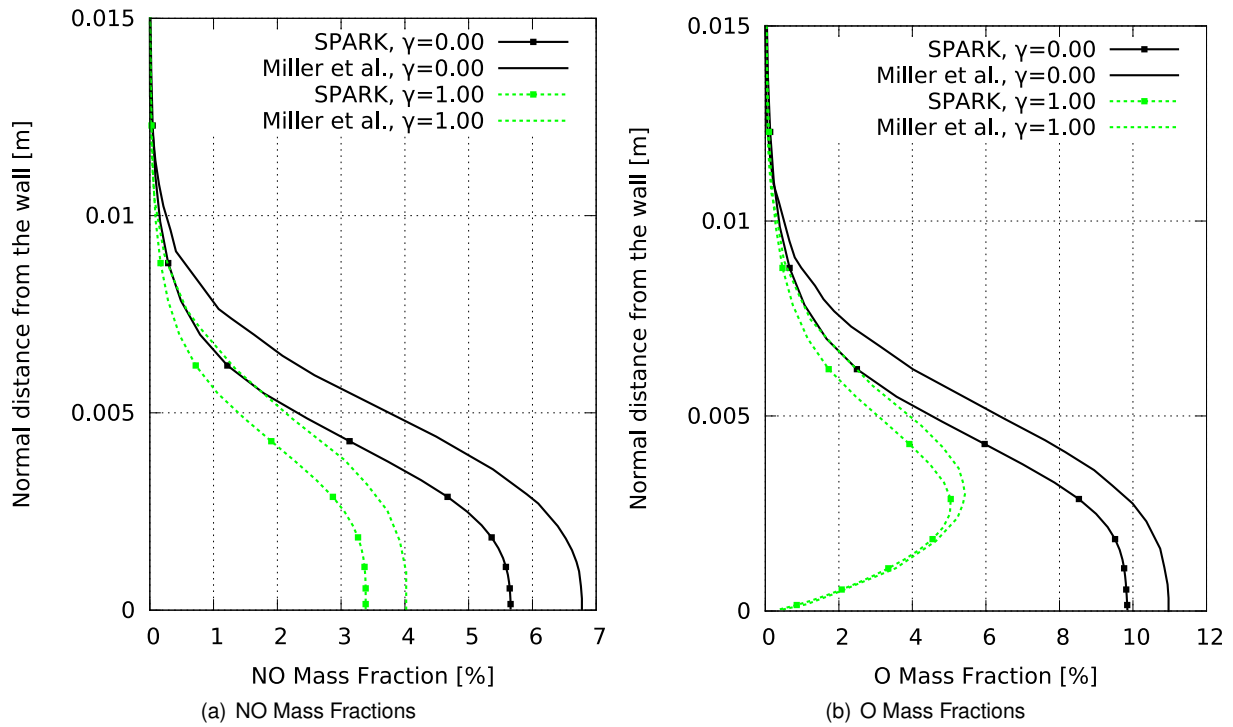 0.015
SPARK, γ=0.00
Miller et al., γ=0.00
SPARK, γ=1.00
Miller et al., γ=1.00
0.01
0.005
0
0 1 2 3 4 5 6 7
Normal distance from the wall [m]
NO Mass Fraction [%]
(a) NO Mass Fractions
0.015
SPARK, γ=0.00
Miller et al., γ=0.00
SPARK, γ=1.00
Miller et al., γ=1.00
0.01
0.005
0
0 2 4 6 8 10 12
Normal distance from the wall [m]
O Mass Fraction [%]
(b) O Mass Fractions